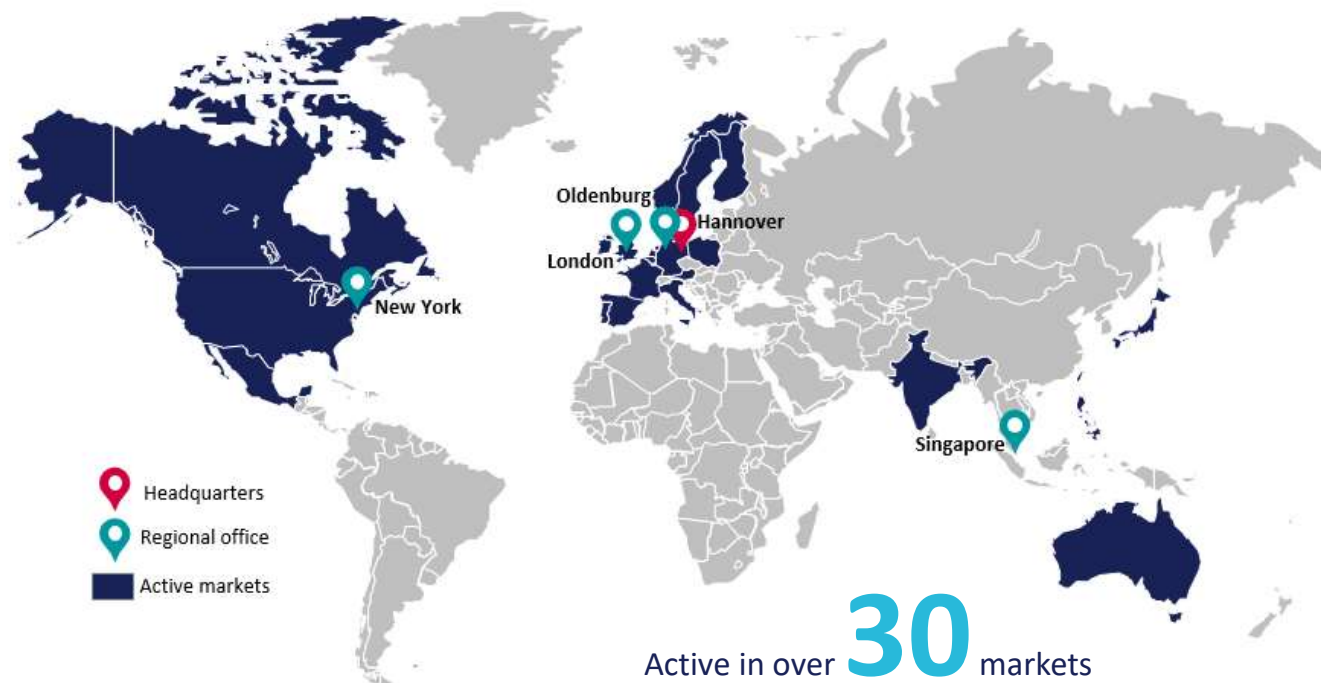 Oldenburg
Hannover
London
New York
Singapore
Headquarters
Regional office
Active markets
Active in over 30 markets